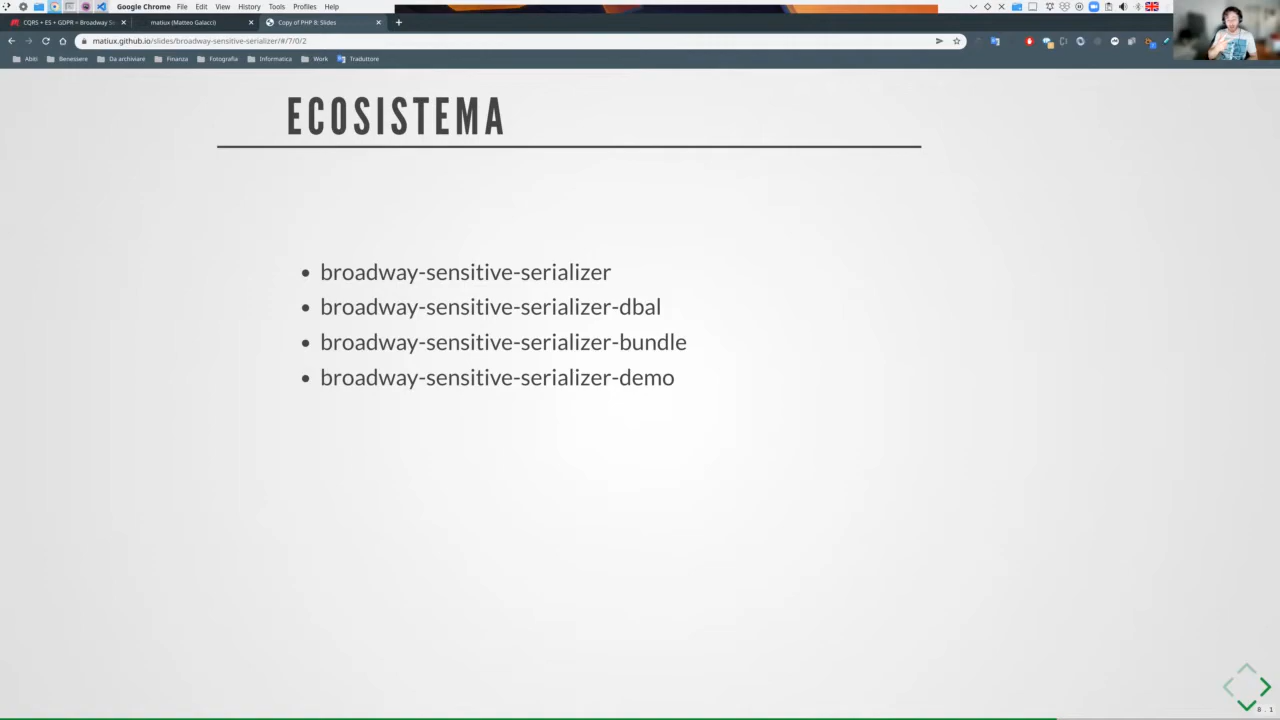 Google Chrome File Edit View History Tools Profiles Help
CQRS + ES + GDPR = Broadway Se
matiux (Matteo Galacci)
Copy of PHP 8: Slides
matiux.github.io/slides/broadway-sensitive-serializer/#/7/0/2
Abiti Benessere Da archiviare Finanza Fotografia Informatica Work Traduttore
ECOSISTEMA
broadway-sensitive-serializer
broadway-sensitive-serializer-dbal
broadway-sensitive-serializer-bundle
broadway-sensitive-serializer-demo
8.1